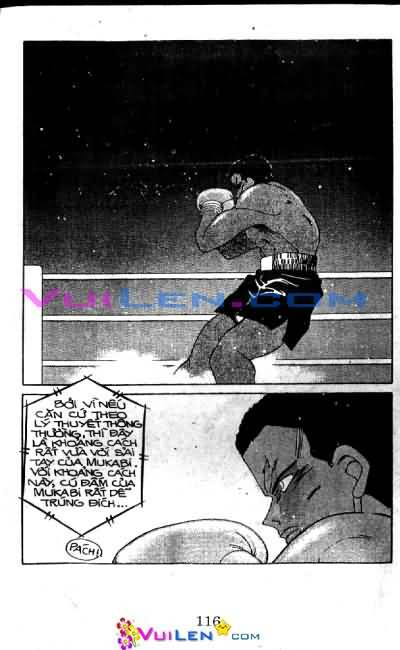 VuiLen.com
BỞI VÌ NẾU
CĂN CỨ THEO
LÝ THUYẾT THÔNG
THƯỜNG, THÌ ĐÂY
LÀ KHOẢNG CÁCH
RẤT VỪA VỚI SẢI
TAY CỦA MUKABI.
VỚI KHOẢNG CÁCH
NÀY, CÚ ĐẤM CỦA
MUKABI RẤT DỄ
TRÚNG ĐÍCH...
PACHI
116
VuiLen.com